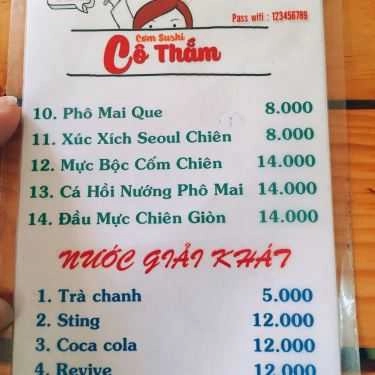 Pass wifi : 123456789
Cơm Sushi
Cô Thắm
10. Phô Mai Que 8.000
11. Xúc Xích Seoul Chiên 8.000
12. Mực Bộc Cốm Chiên 14.000
13. Cá Hồi Nướng Phô Mai 14.000
14. Đầu Mực Chiên Giòn 14.000
NƯỚC GIẢI KHÁT
1. Trà chanh 5.000
2. Sting 12.000
3. Coca cola 12.000
4. Revive 12.000